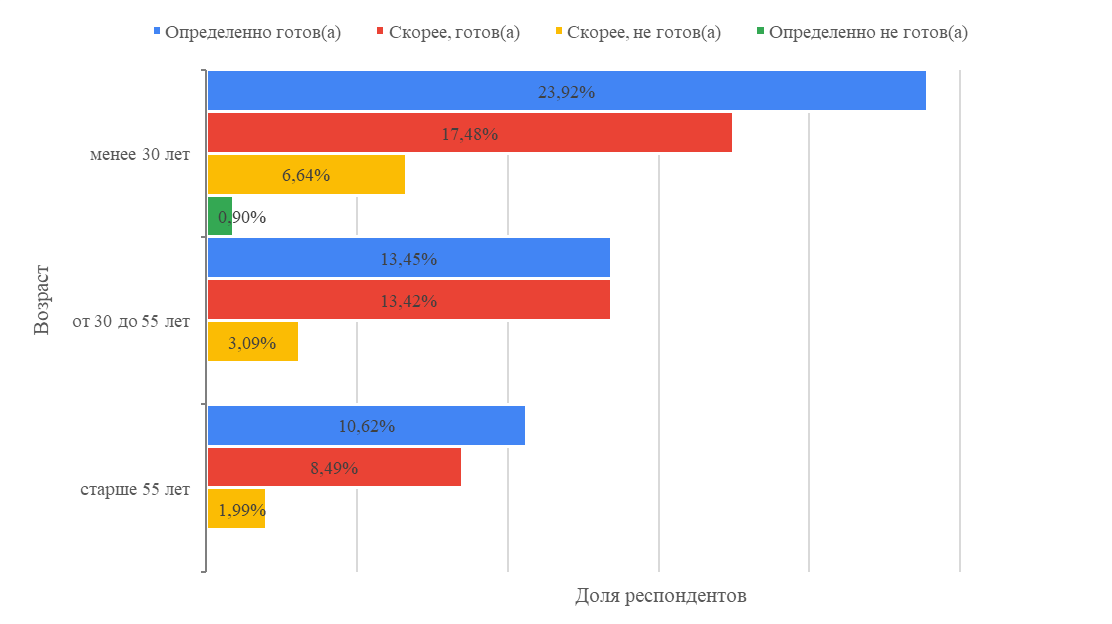 Определенно готов(а) Скорее, готов(а) Скорее, не готов(а) Определенно не готов(а)
23,92%
17,48%
менее 30 лет
6,64%
0,90%
13,45%
13,42%
от 30 до 55 лет
3,09%
10,62%
8,49%
старше 55 лет
1,99%
Возраст
Доля респондентов